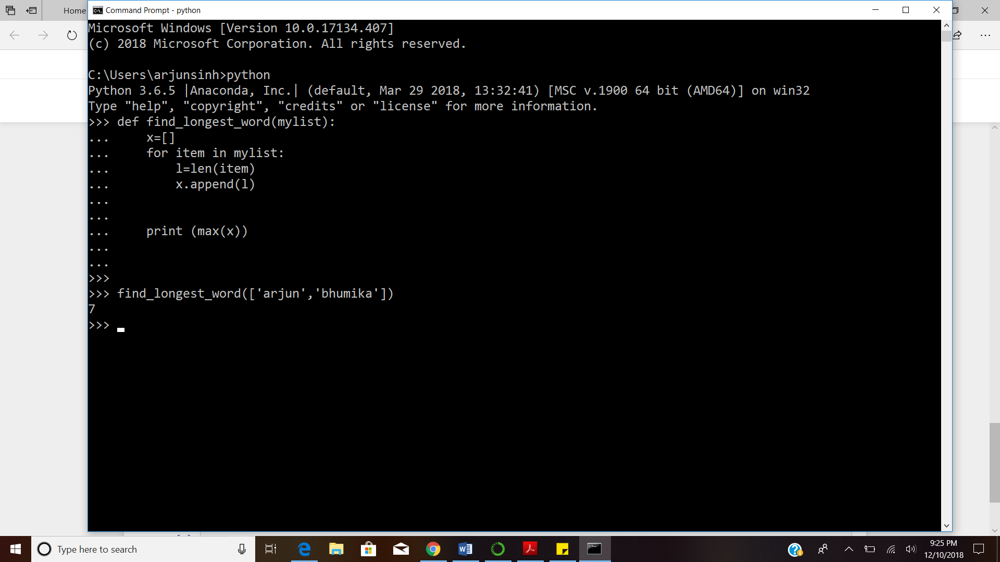 Home
Command Prompt - python
Microsoft Windows [Version 10.0.17134.407]
(c) 2018 Microsoft Corporation. All rights reserved.
C:\Users\arjunsinh>python
Python 3.6.5 |Anaconda, Inc.| (default, Mar 29 2018, 13:32:41) [MSC v.1900 64 bit (AMD64)] on win32
Type "help", "copyright", "credits" or "license" for more information.
>>> def find_longest_word(mylist):
...     x=[]
...     for item in mylist:
...         l=len(item)
...         x.append(l)
...
...
...     print (max(x))
...
...
>>>
>>> find_longest_word(['arjun','bhumika'])
7
>>>
Type here to search
9:25 PM
12/10/2018